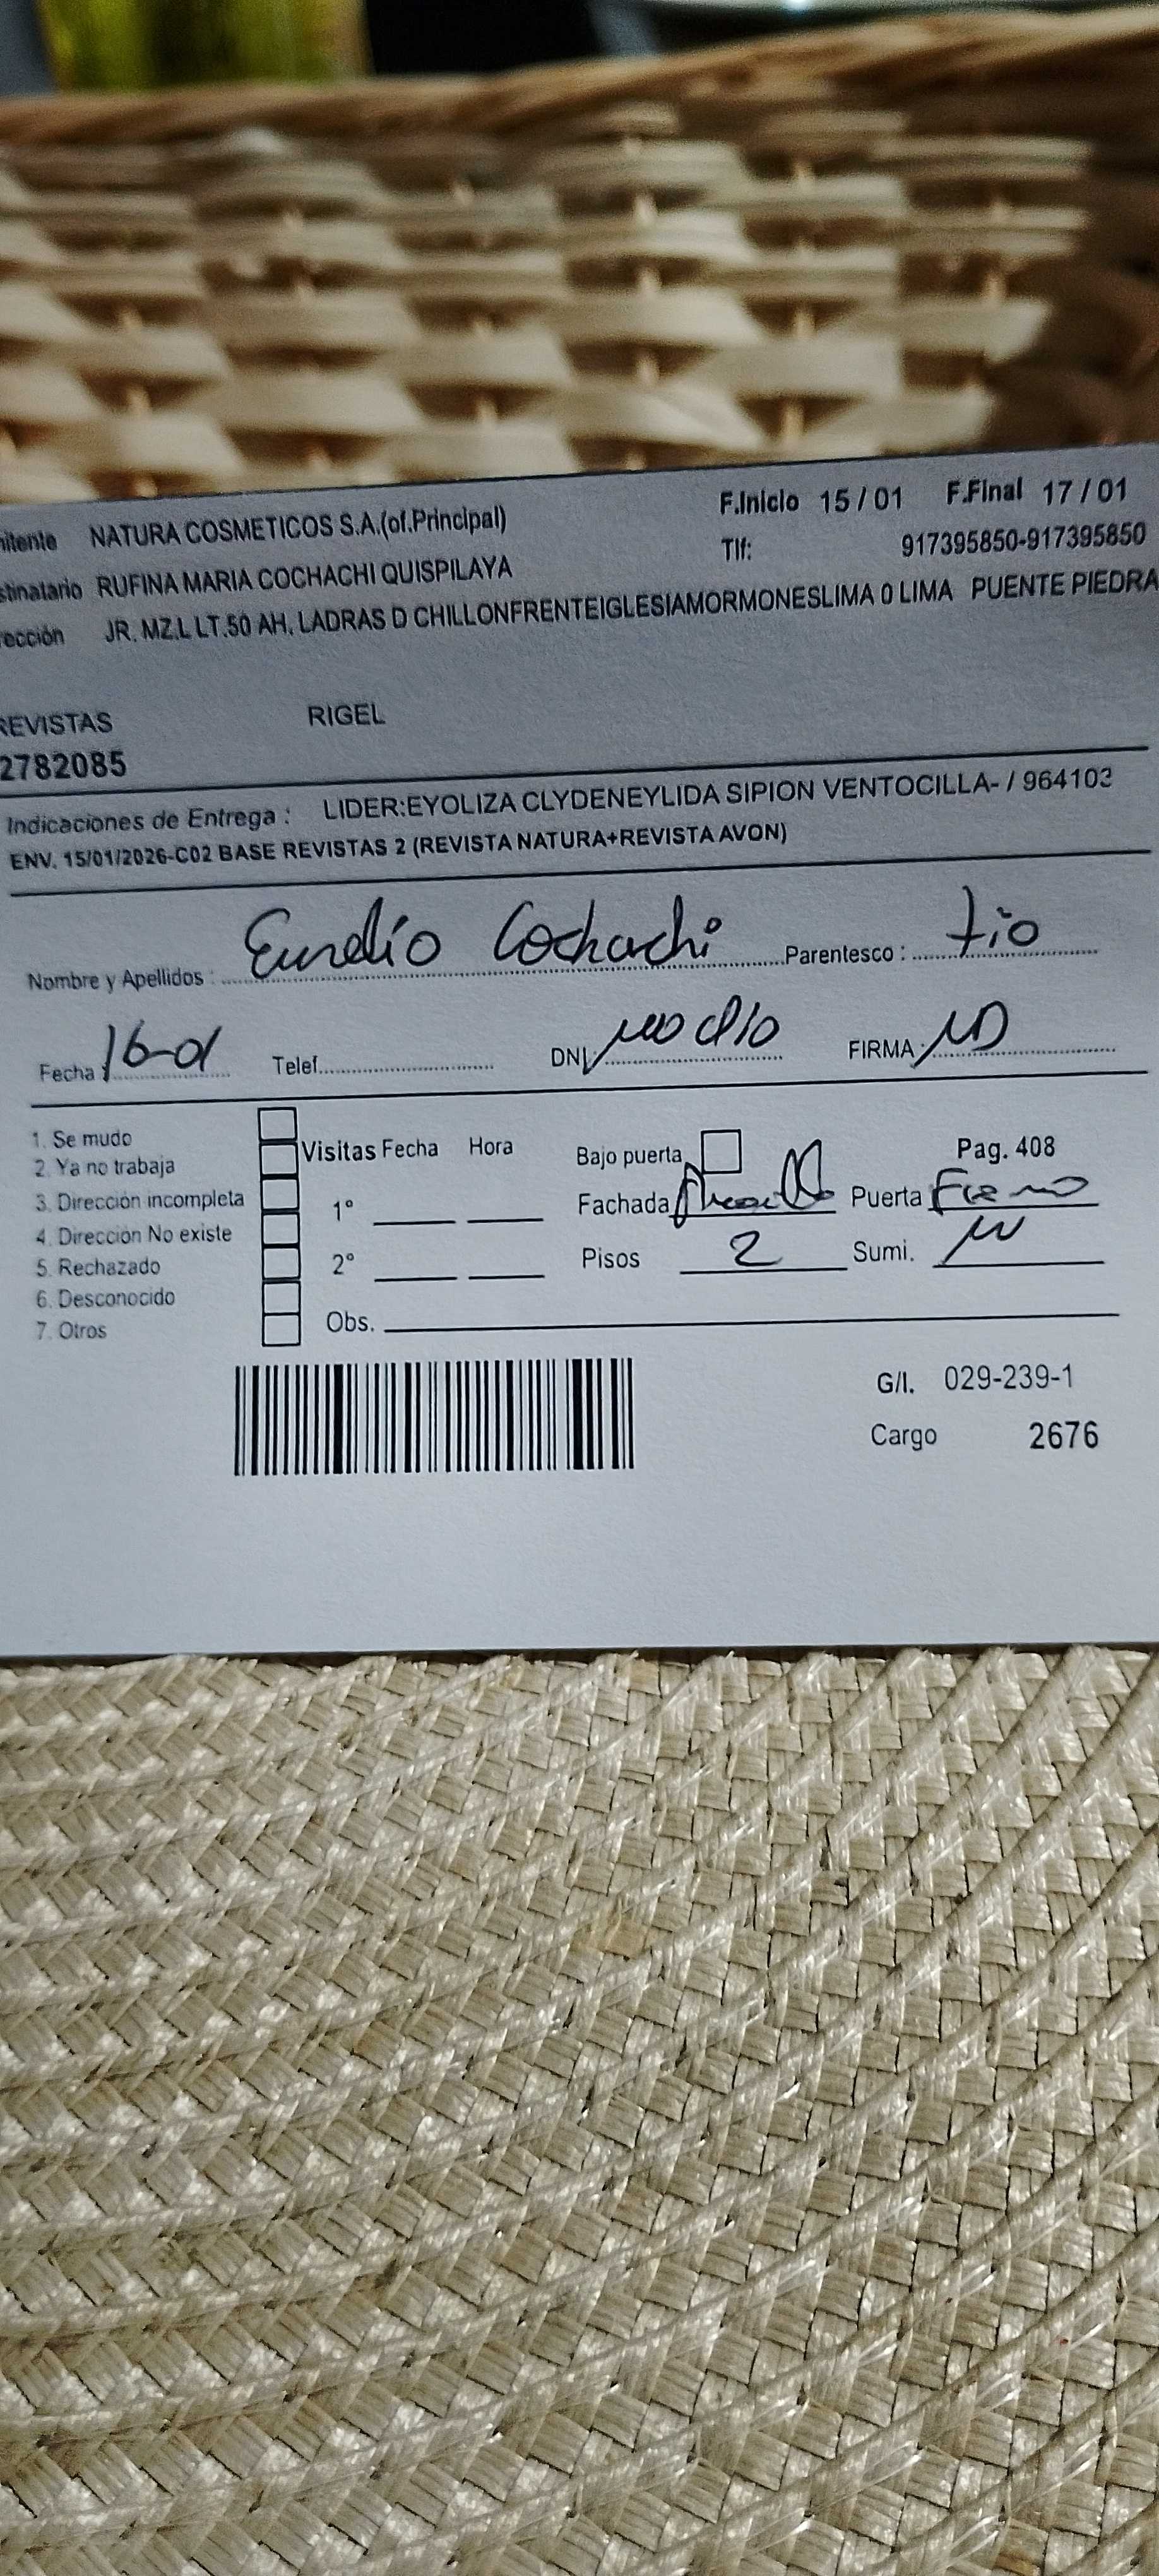 NATURA COSMETICOS S.A.(of.Principal) F.Inicio 15 / 01 F.Final 17 / 01
Tlf: 917395850-917395850
RUFINA MARIA COCHACHI QUISPILAYA
JR. MZ.L LT.50 AH. LADRAS D CHILLONFRENTEIGLESIAMORMONESLIMA 0 LIMA PUENTE PIEDRA
REVISTAS RIGEL
2782085
Indicaciones de Entrega : LIDER:EYOLIZA CLYDENEYLIDA SIPION VENTOCILLA- / 964103
ENV. 15/01/2026-C02 BASE REVISTAS 2 (REVISTA NATURA+REVISTA AVON)
Nombre y Apellidos : Cochachi Parentesco : tio
Fecha : 16-01 Telef. DNI no dio FIRMA :
1. Se mudo
2. Ya no trabaja
3. Dirección incompleta
4. Dirección No existe
5. Rechazado
6. Desconocido
7. Otros
Visitas Fecha Hora
1°
2°
Obs.
Bajo puerta Pag. 408
Fachada Puerta Fierro
Pisos 2 Sumi.
G/I. 029-239-1
Cargo 2676